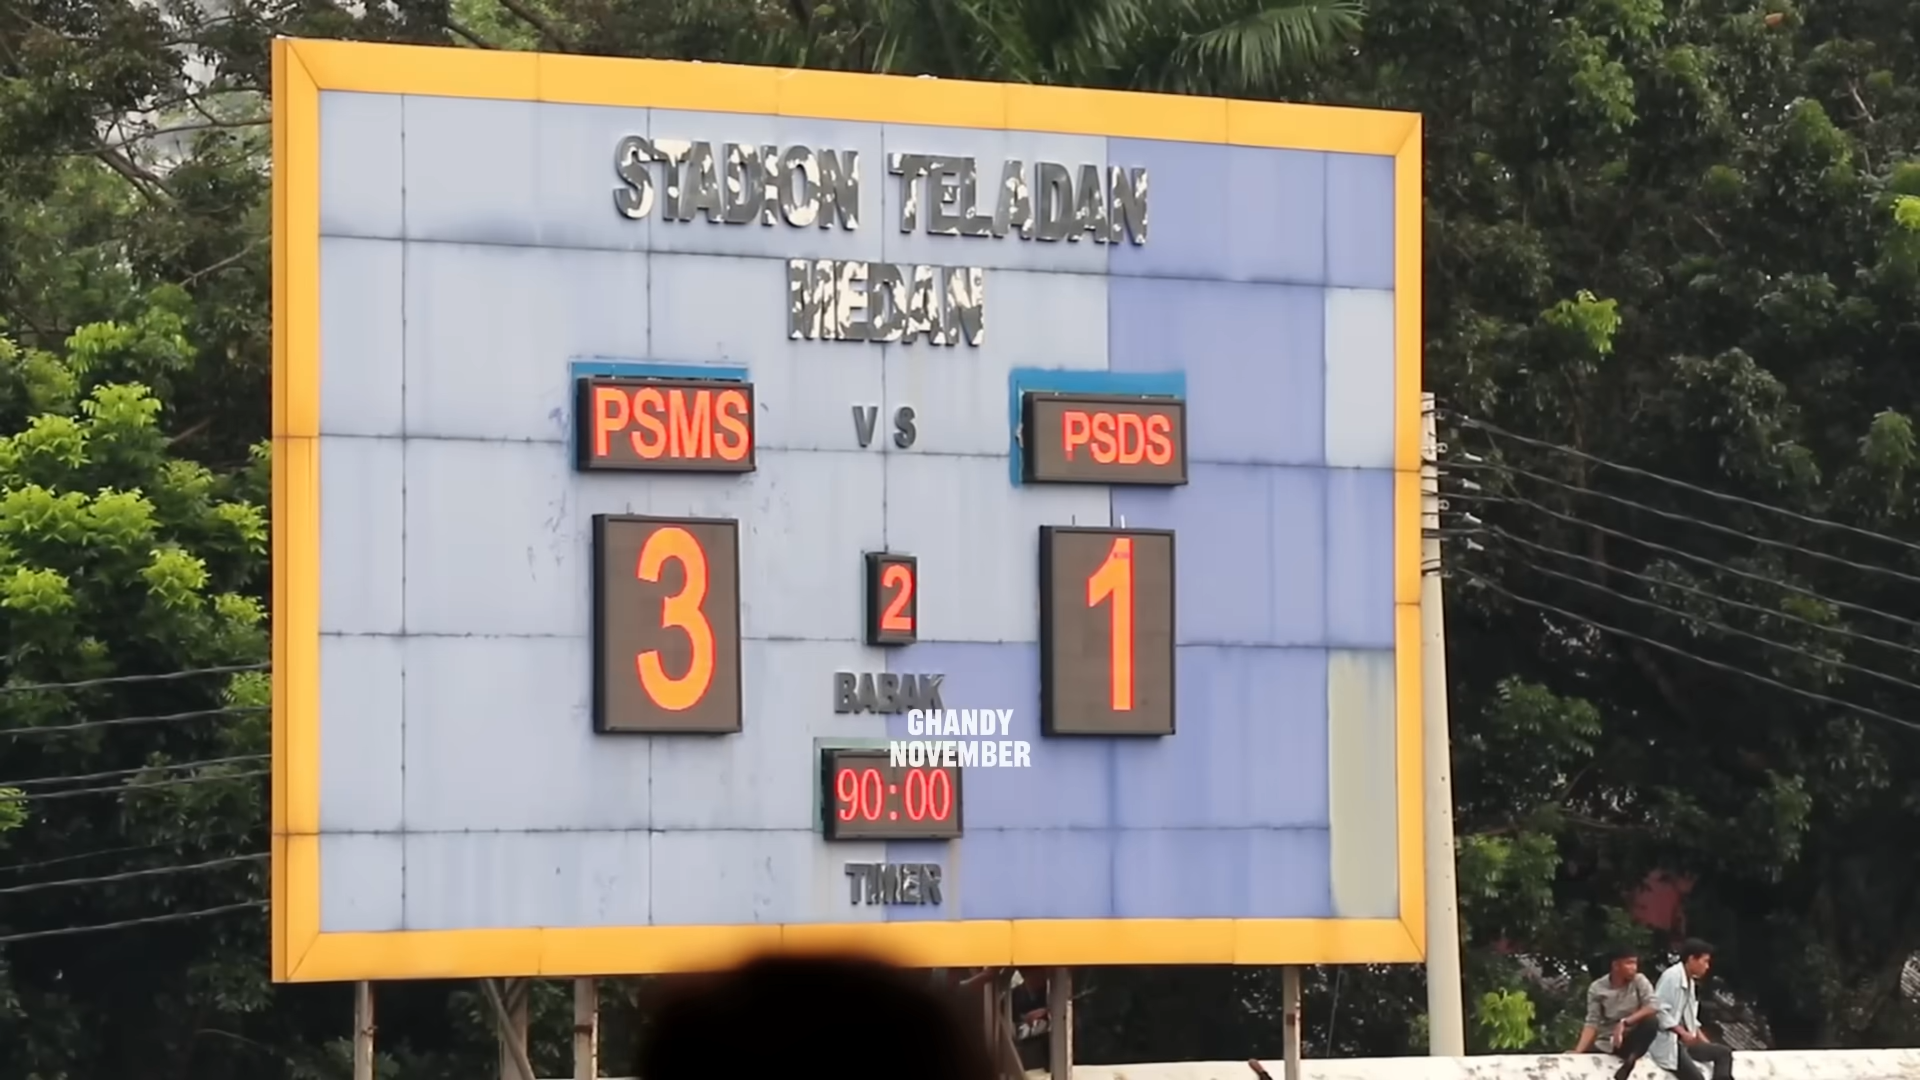 STADION TELADAN
MEDAN
PSMS VS PSDS
3 2 1
BABAK
GHANDY
NOVEMBER
90:00
TIMER